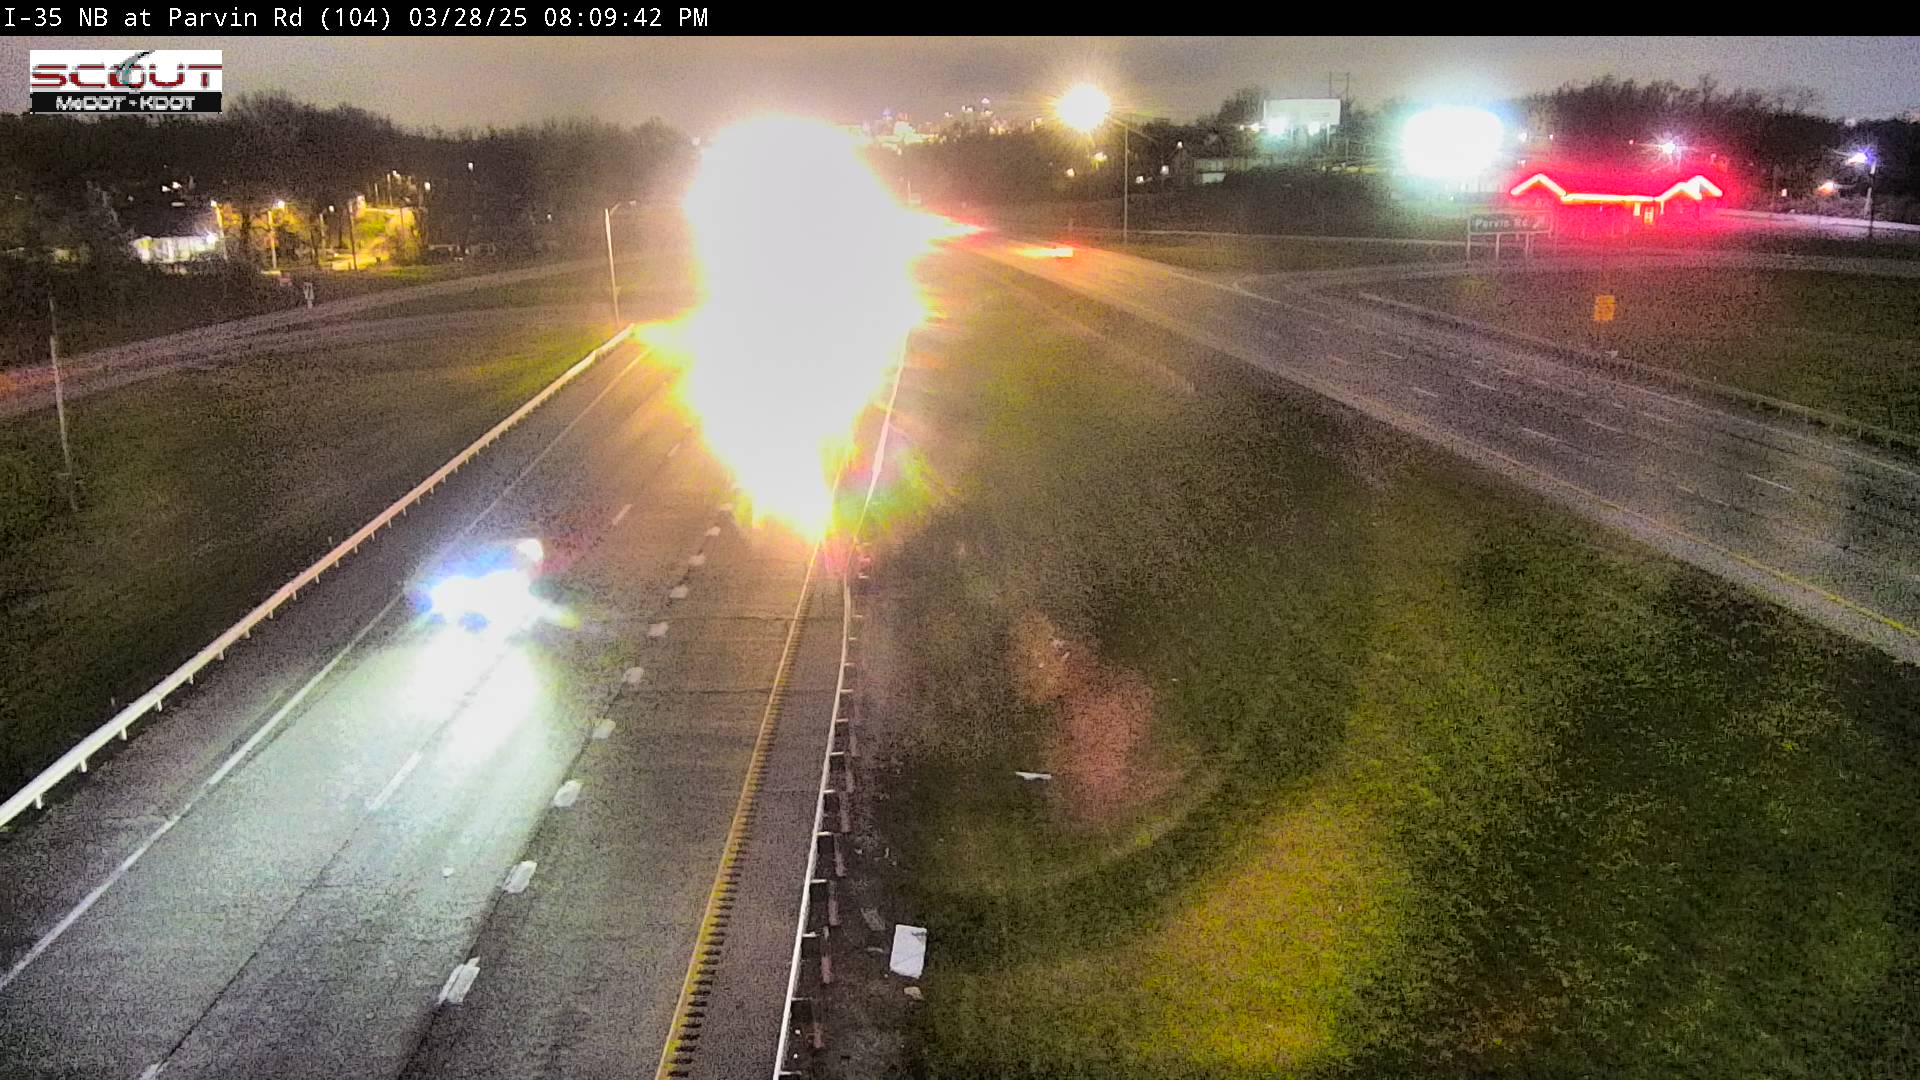 I-35 NB at Parvin Rd (104) 03/28/25 08:09:42 PM
SCOUT
MoDOT - KDOT
Parvin Rd